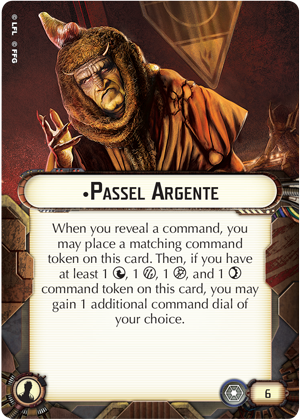 © LFL © FFG
•Passel Argente
When you reveal a command, you
may place a matching command
token on this card. Then, if you have
at least 1 , 1 , 1 , and 1
command token on this card, you may
gain 1 additional command dial of
your choice.
6